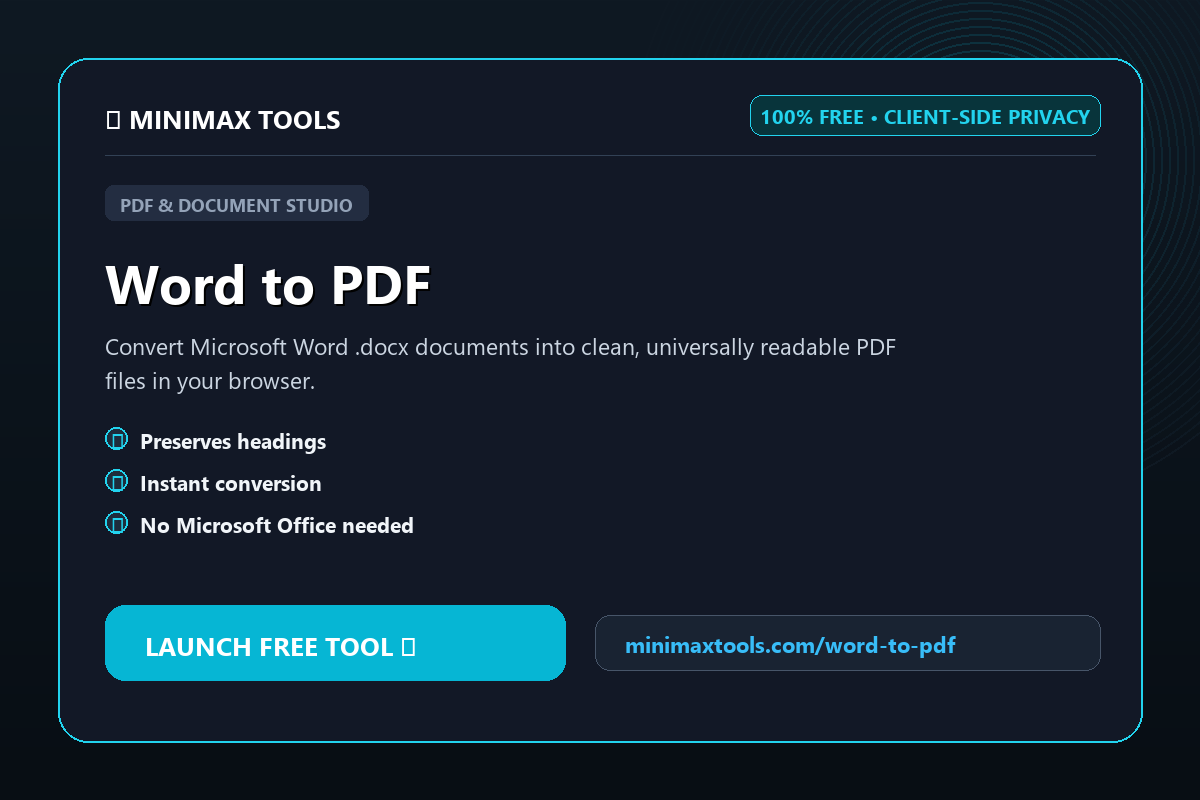 MINIMAX TOOLS
100% FREE • CLIENT-SIDE PRIVACY
PDF & DOCUMENT STUDIO
Word to PDF
Convert Microsoft Word .docx documents into clean, universally readable PDF
files in your browser.
Preserves headings
Instant conversion
No Microsoft Office needed
LAUNCH FREE TOOL
minimaxtools.com/word-to-pdf